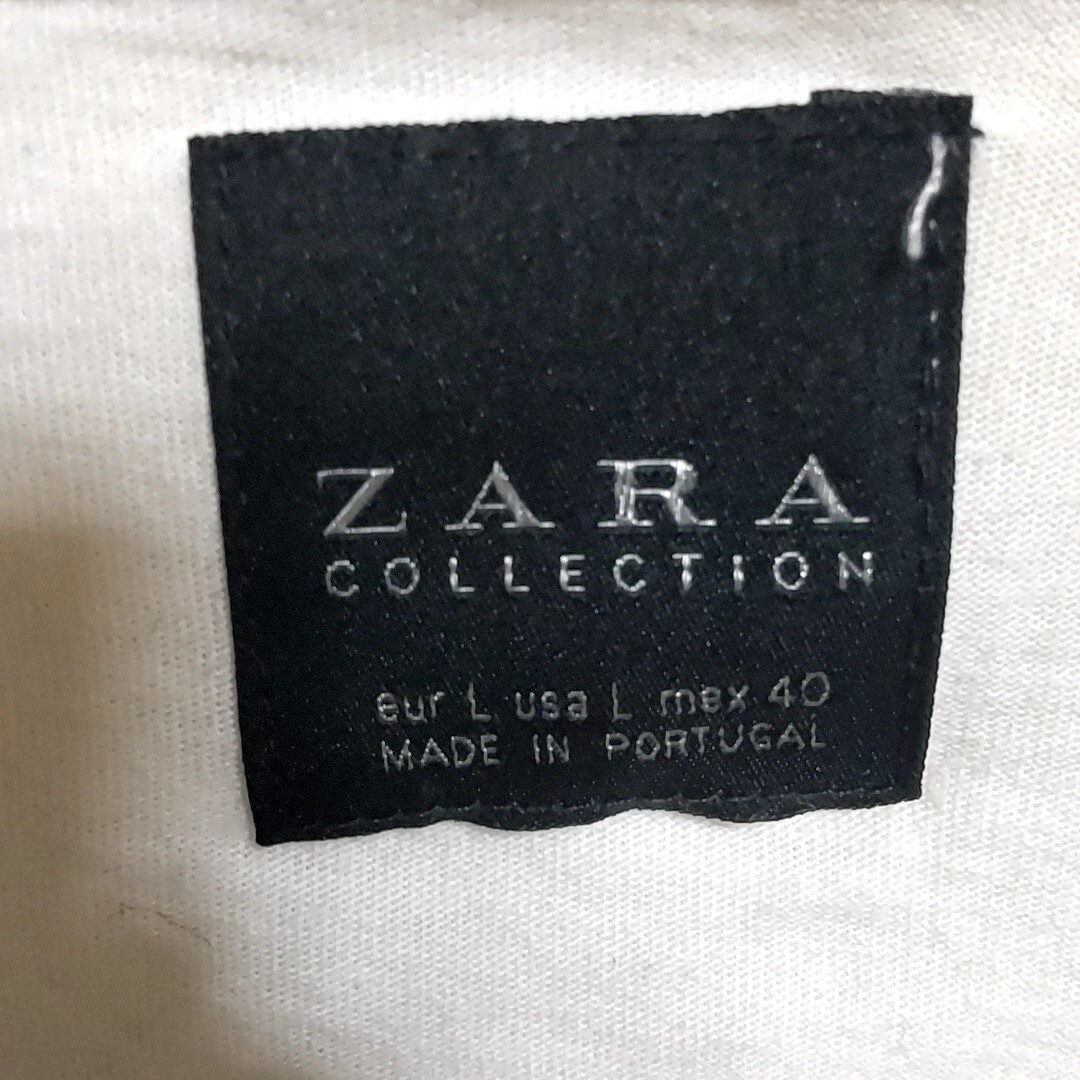 ZARA
COLLECTION
eur L usa L mex 40
MADE IN PORTUGAL